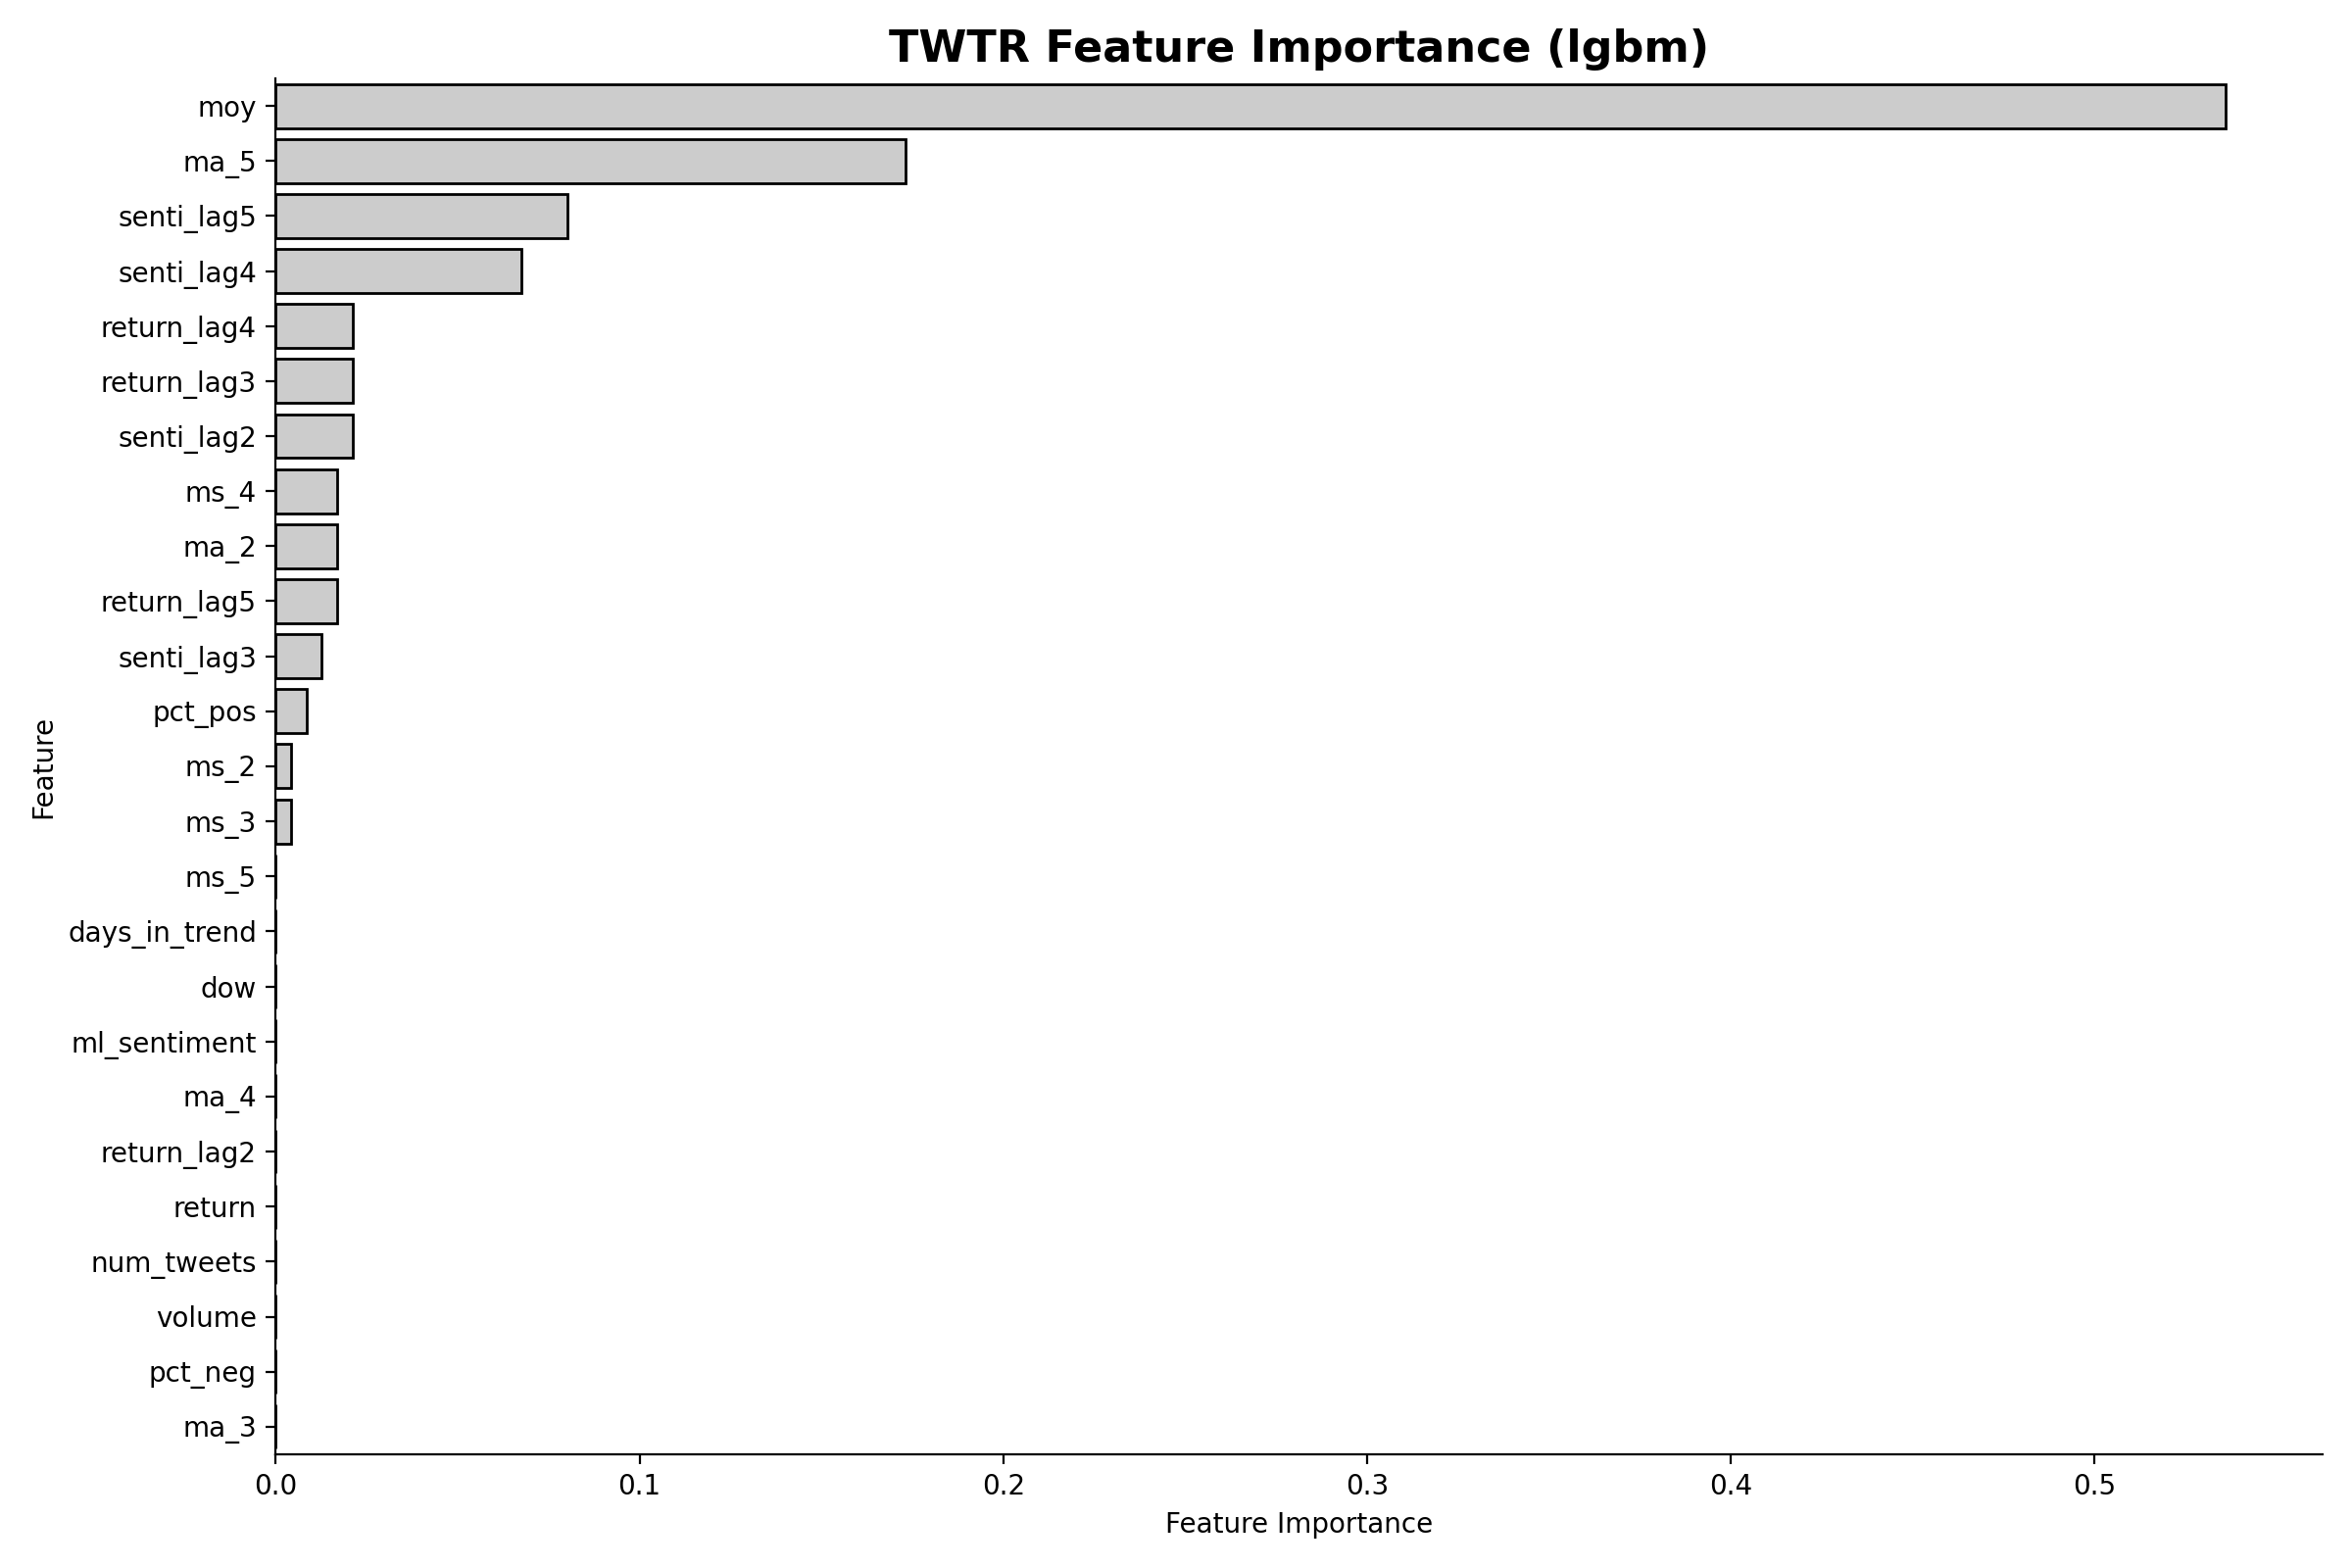 TWTR Feature Importance (lgbm)
moy
ma_5
senti_lag5
senti_lag4
return_lag4
return_lag3
senti_lag2
ms_4
ma_2
return_lag5
senti_lag3
pct_pos
ms_2
ms_3
ms_5
days_in_trend
dow
ml_sentiment
ma_4
return_lag2
return
num_tweets
volume
pct_neg
ma_3
Feature
0.0 0.1 0.2 0.3 0.4 0.5
Feature Importance